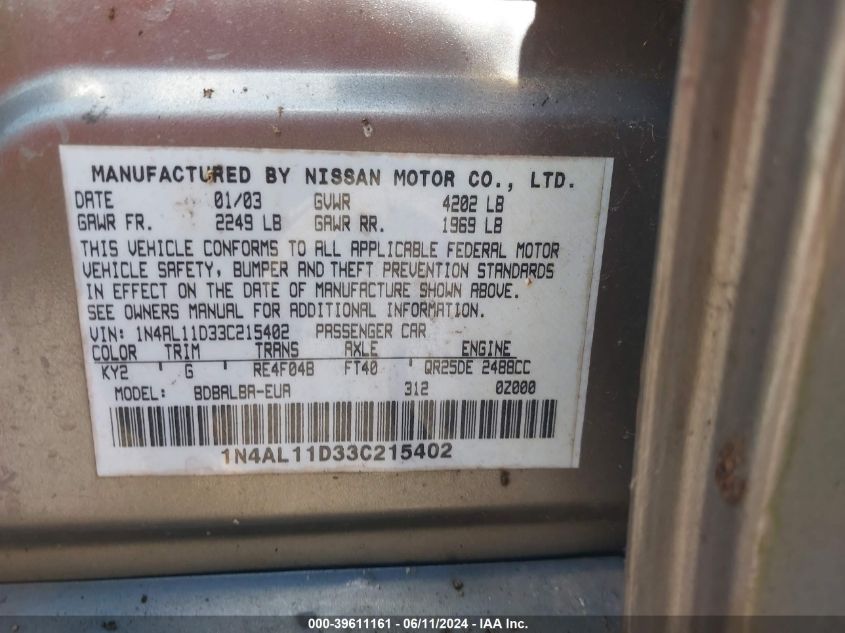 MANUFACTURED BY NISSAN MOTOR CO., LTD.
DATE 01/03 GVWR 4202 LB
GAWR FR. 2249 LB GAWR RR. 1969 LB
THIS VEHICLE CONFORMS TO ALL APPLICABLE FEDERAL MOTOR
VEHICLE SAFETY, BUMPER AND THEFT PREVENTION STANDARDS
IN EFFECT ON THE DATE OF MANUFACTURE SHOWN ABOVE.
SEE OWNERS MANUAL FOR ADDITIONAL INFORMATION.
VIN: 1N4AL11D33C215402 PASSENGER CAR
COLOR TRIM TRANS AXLE ENGINE
KY2 G RE4F04B FT40 QR25DE 2488CC
MODEL: BDBALBA-EUA 312 0Z000
1N4AL11D33C215402
000-39611161 - 06/11/2024 - IAA Inc.